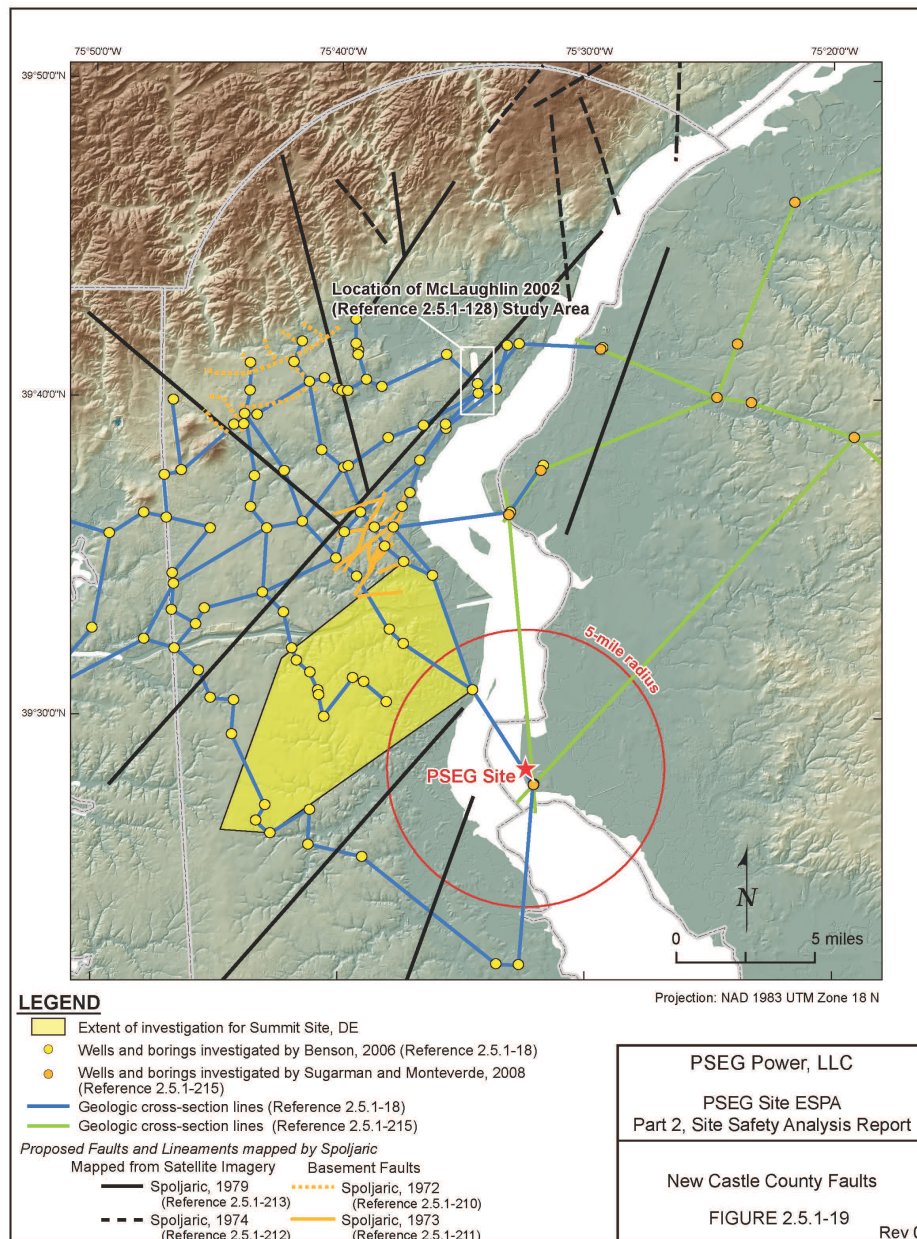 75°50'0"W
75°40'0"W
75°30'0"W
75°20'0"W
39°50'0"N
39°40'0"N
39°30'0"N
Location of McLaughlin 2002
(Reference 2.5.1-128) Study Area
5-mile radius
PSEG Site
N
0 5 miles
Projection: NAD 1983 UTM Zone 18 N
LEGEND
Extent of investigation for Summit Site, DE
Wells and borings investigated by Benson, 2006 (Reference 2.5.1-18)
Wells and borings investigated by Sugarman and Monteverde, 2008
(Reference 2.5.1-215)
Geologic cross-section lines (Reference 2.5.1-18)
Geologic cross-section lines (Reference 2.5.1-215)
Proposed Faults and Lineaments mapped by Spoljaric
Mapped from Satellite Imagery Basement Faults
Spoljaric, 1979 Spoljaric, 1972
(Reference 2.5.1-213) (Reference 2.5.1-210)
Spoljaric, 1974 Spoljaric, 1973
(Reference 2.5.1-212) (Reference 2.5.1-211)
PSEG Power, LLC
PSEG Site ESPA
Part 2, Site Safety Analysis Report
New Castle County Faults
FIGURE 2.5.1-19
Rev 0